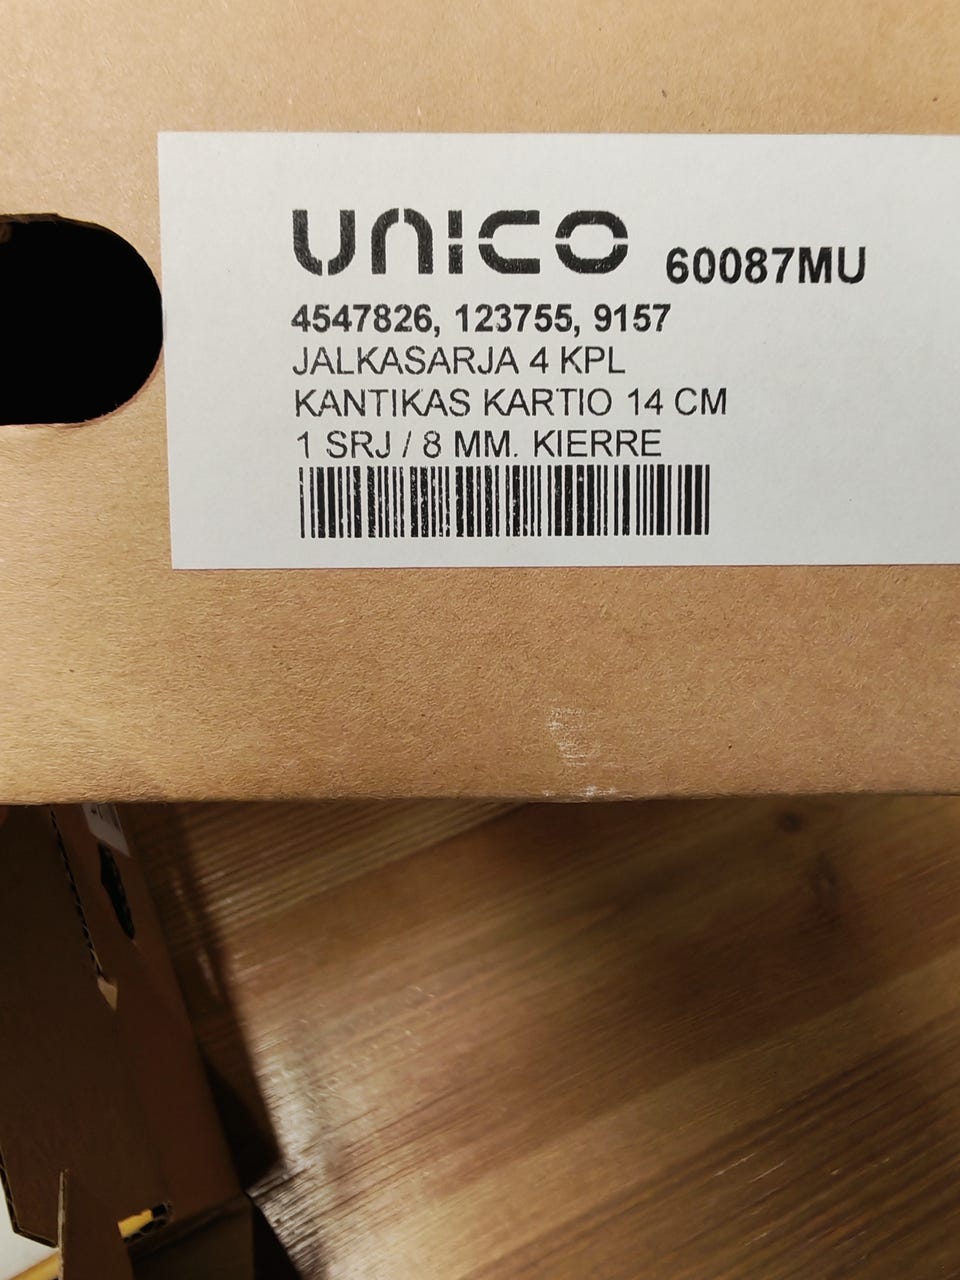 UNICO 60087MU
4547826, 123755, 9157
JALKASARJA 4 KPL
KANTIKAS KARTIO 14 CM
1 SRJ / 8 MM. KIERRE